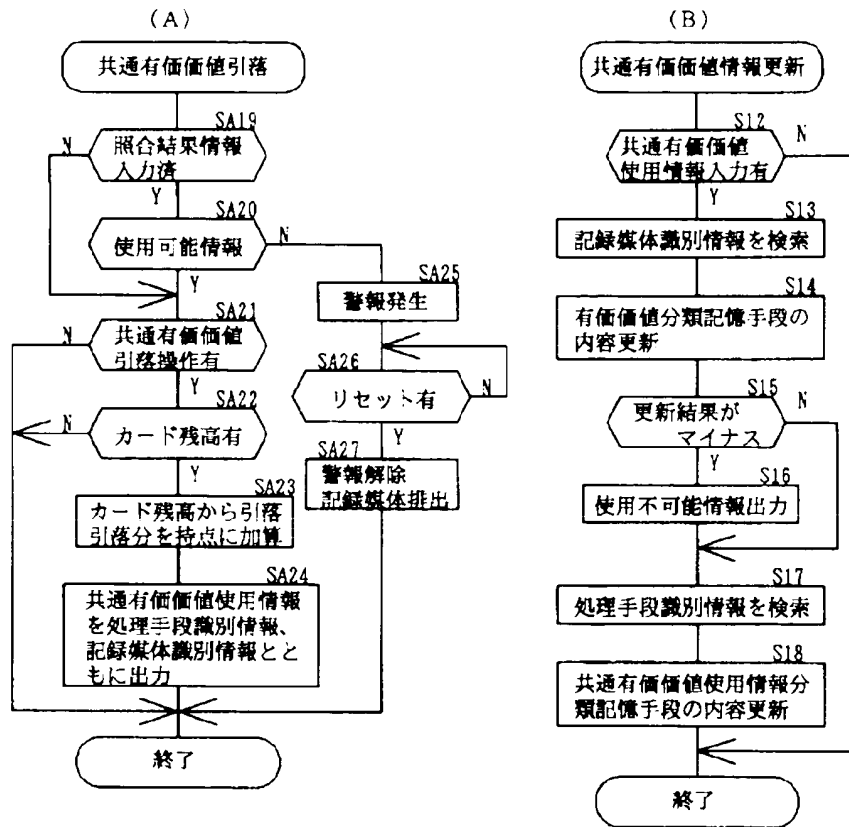 (A)
共通有価価値引落
SA19
照合結果情報
入力済
N
Y
SA20
使用可能情報
N
Y
SA25
警報発生
SA21
共通有価価値
引落操作有
N
Y
SA26
リセット有
N
Y
SA22
カード残高有
N
Y
SA27
警報解除
記録媒体排出
SA23
カード残高から引落
引落分を持点に加算
SA24
共通有価価値使用情報
を処理手段識別情報、
記録媒体識別情報とと
もに出力
終了
(B)
共通有価価値情報更新
S12
共通有価価値
使用情報入力有
N
Y
S13
記録媒体識別情報を検索
S14
有価価値分類記憶手段の
内容更新
S15
更新結果が
マイナス
N
Y
S16
使用不可能情報出力
S17
処理手段識別情報を検索
S18
共通有価価値使用情報分
類記憶手段の内容更新
終了